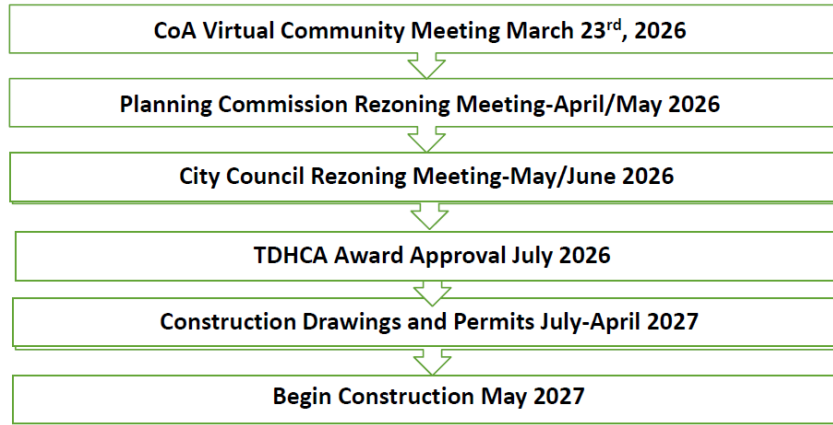 CoA Virtual Community Meeting March 23rd, 2026
Planning Commission Rezoning Meeting-April/May 2026
City Council Rezoning Meeting-May/June 2026
TDHCA Award Approval July 2026
Construction Drawings and Permits July-April 2027
Begin Construction May 2027